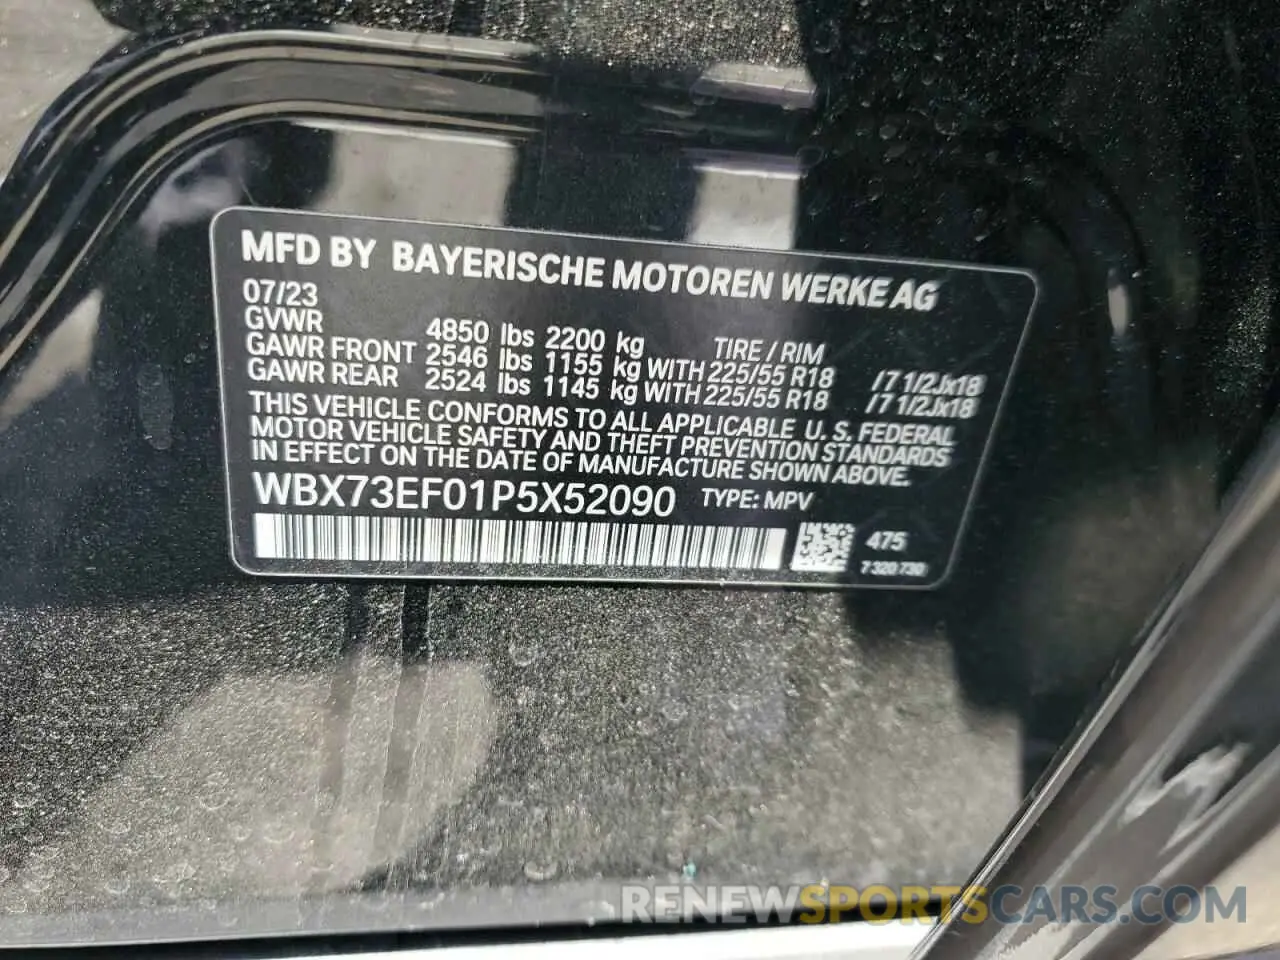 MFD BY BAYERISCHE MOTOREN WERKE AG
07/23
GVWR 4850 lbs 2200 kg TIRE / RIM
GAWR FRONT 2546 lbs 1155 kg WITH 225/55 R18 / 7 1/2Jx18
GAWR REAR 2524 lbs 1145 kg WITH 225/55 R18 / 7 1/2Jx18
THIS VEHICLE CONFORMS TO ALL APPLICABLE U. S. FEDERAL
MOTOR VEHICLE SAFETY AND THEFT PREVENTION STANDARDS
IN EFFECT ON THE DATE OF MANUFACTURE SHOWN ABOVE.
WBX73EF01P5X52090 TYPE: MPV
475
7 320 730
RENEWSPORTSCARS.COM